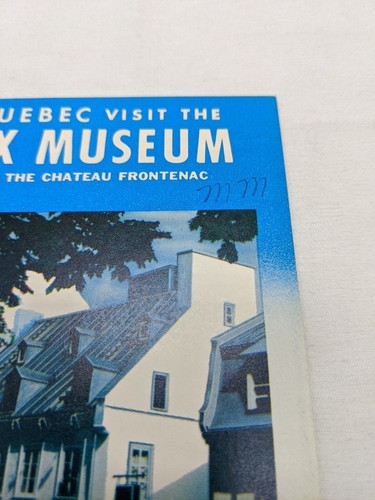 UEBEC VISIT THE
X MUSEUM
THE CHATEAU FRONTENAC